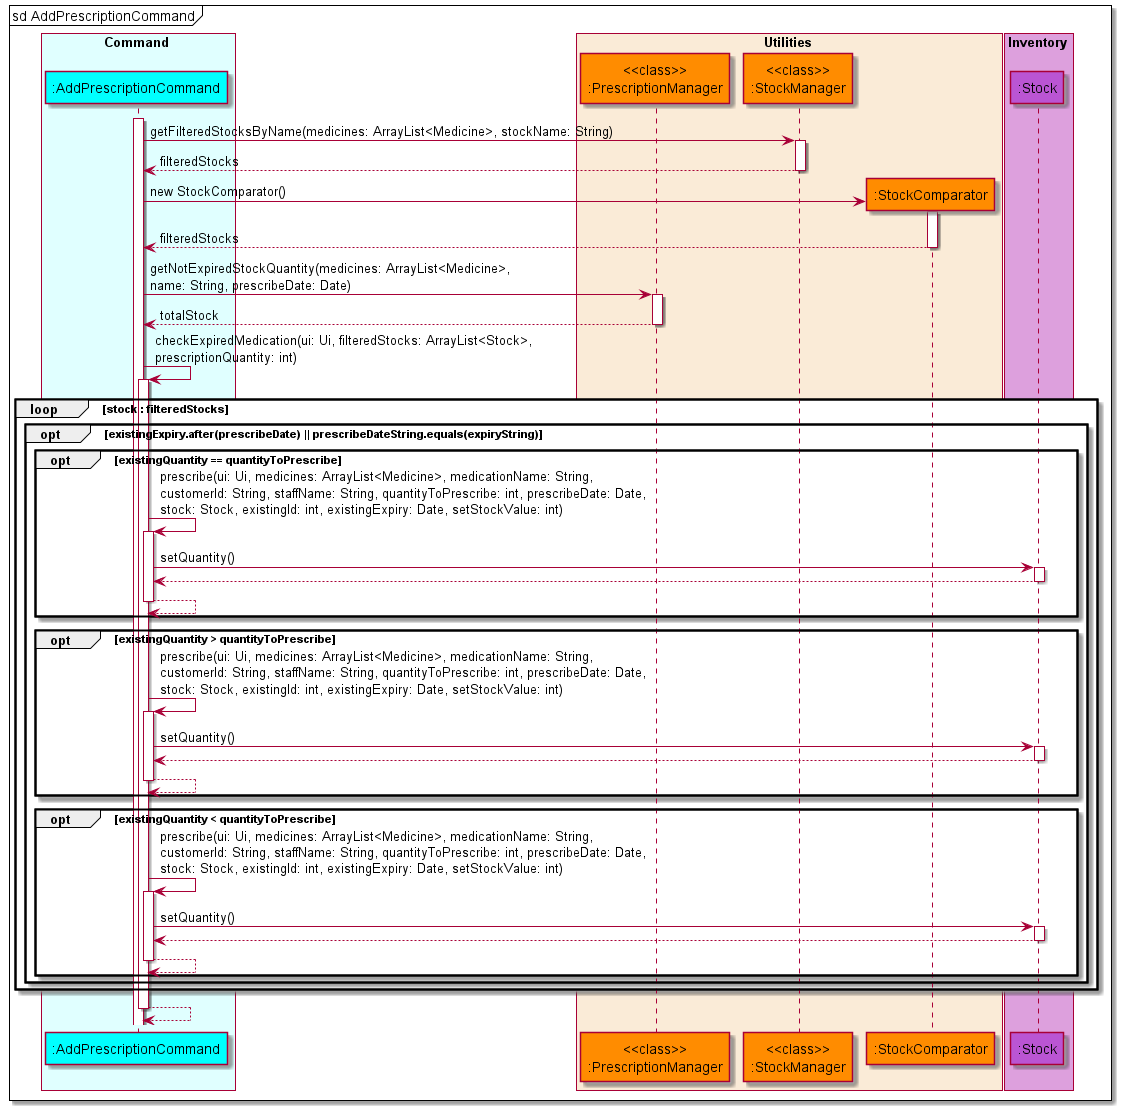 sd AddPrescriptionCommand
Command
Utilities
Inventory
:AddPrescriptionCommand
<<class>>
:PrescriptionManager
<<class>>
:StockManager
:Stock
getFilteredStocksByName(medicines: ArrayList<Medicine>, stockName: String)
filteredStocks
new StockComparator()
:StockComparator
filteredStocks
getNotExpiredStockQuantity(medicines: ArrayList<Medicine>,
name: String, prescribeDate: Date)
totalStock
checkExpiredMedication(ui: Ui, filteredStocks: ArrayList<Stock>,
prescriptionQuantity: int)
loop [stock : filteredStocks]
opt [existingExpiry.after(prescribeDate) || prescribeDateString.equals(expiryString)]
opt [existingQuantity == quantityToPrescribe]
prescribe(ui: Ui, medicines: ArrayList<Medicine>, medicationName: String,
customerId: String, staffName: String, quantityToPrescribe: int, prescribeDate: Date,
stock: Stock, existingId: int, existingExpiry: Date, setStockValue: int)
setQuantity()
opt [existingQuantity > quantityToPrescribe]
prescribe(ui: Ui, medicines: ArrayList<Medicine>, medicationName: String,
customerId: String, staffName: String, quantityToPrescribe: int, prescribeDate: Date,
stock: Stock, existingId: int, existingExpiry: Date, setStockValue: int)
setQuantity()
opt [existingQuantity < quantityToPrescribe]
prescribe(ui: Ui, medicines: ArrayList<Medicine>, medicationName: String,
customerId: String, staffName: String, quantityToPrescribe: int, prescribeDate: Date,
stock: Stock, existingId: int, existingExpiry: Date, setStockValue: int)
setQuantity()
:AddPrescriptionCommand
<<class>>
:PrescriptionManager
<<class>>
:StockManager
:StockComparator
:Stock